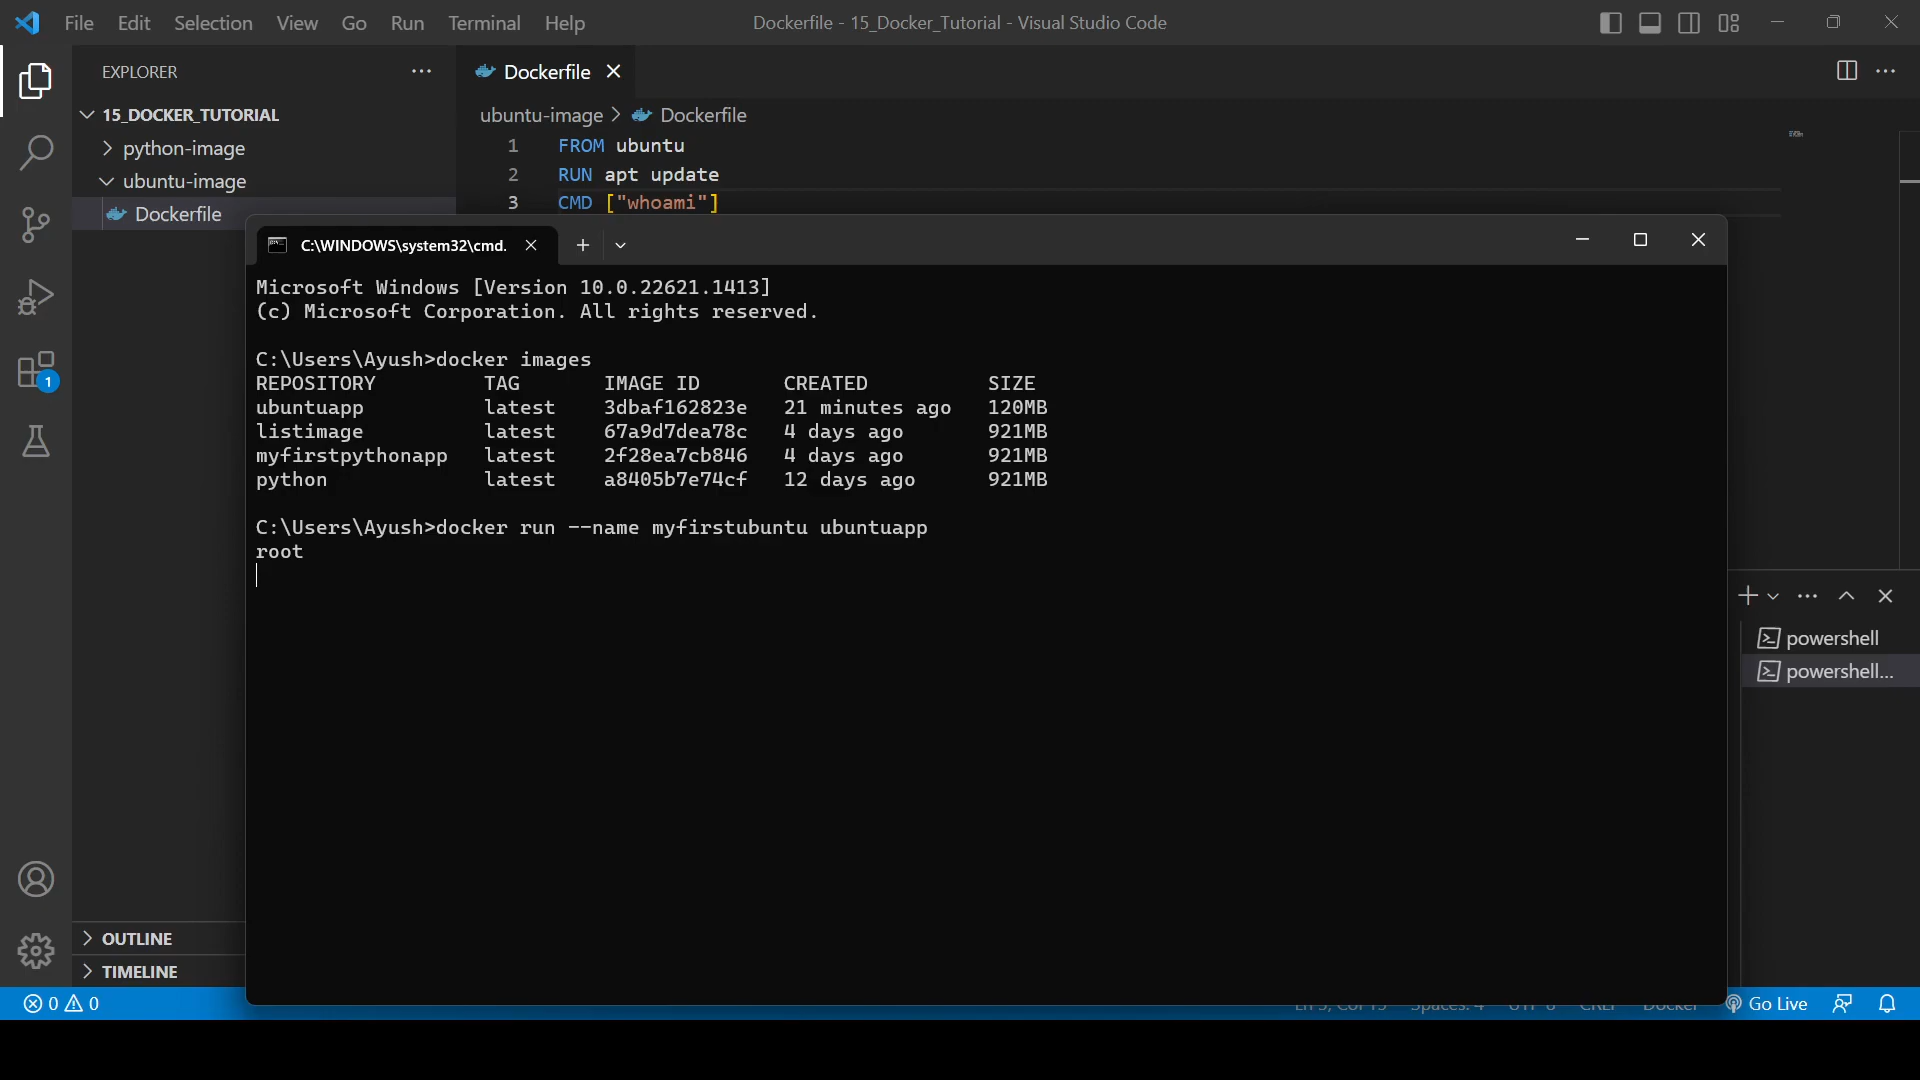 File Edit Selection View Go Run Terminal Help
Dockerfile - 15_Docker_Tutorial - Visual Studio Code
EXPLORER
15_DOCKER_TUTORIAL
python-image
ubuntu-image
Dockerfile
1
Dockerfile
ubuntu-image > Dockerfile
1 FROM ubuntu
2 RUN apt update
3 CMD ["whoami"]
C:\WINDOWS\system32\cmd.
Microsoft Windows [Version 10.0.22621.1413]
(c) Microsoft Corporation. All rights reserved.
C:\Users\Ayush>docker images
REPOSITORY TAG IMAGE ID CREATED SIZE
ubuntuapp latest 3dbaf162823e 21 minutes ago 120MB
listimage latest 67a9d7dea78c 4 days ago 921MB
myfirstpythonapp latest 2f28ea7cb846 4 days ago 921MB
python latest a8405b7e74cf 12 days ago 921MB
C:\Users\Ayush>docker run --name myfirstubuntu ubuntuapp
root
powershell
powershell...
OUTLINE
TIMELINE
0 0
Go Live